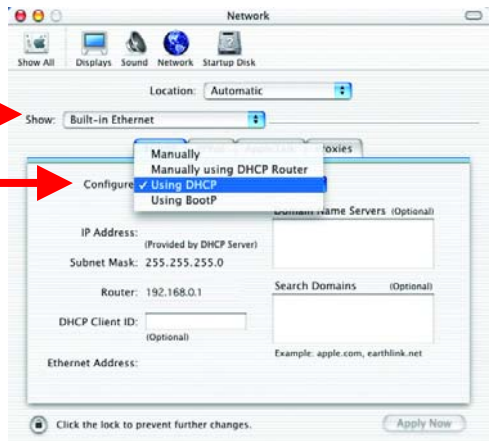 Network
Show All Displays Sound Network Startup Disk
Location: Automatic
Show: Built-in Ethernet
Proxies
Manually
Manually using DHCP Router
Configure ✓ Using DHCP
Using BootP
Domain Name Servers (Optional)
IP Address:
(Provided by DHCP Server)
Subnet Mask: 255.255.255.0
Router: 192.168.0.1
Search Domains (Optional)
DHCP Client ID:
(Optional)
Example: apple.com, earthlink.net
Ethernet Address:
Click the lock to prevent further changes.
Apply Now